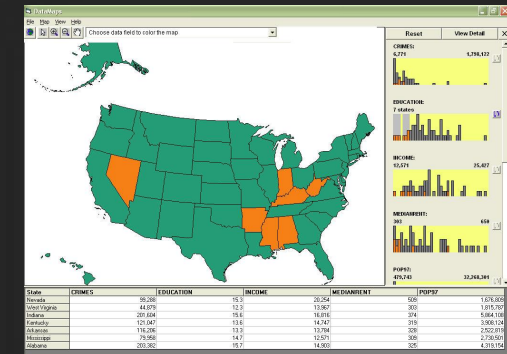 DataMaps
File Map View Help
Choose data field to color the map
Reset View Detail X
CRIMES:
6,771 1,798,122
EDUCATION:
7 states
INCOME:
12,571 25,427
MEDIANRENT:
303 650
POP97:
479,743 32,268,301
State CRIMES EDUCATION INCOME MEDIANRENT POP97
Nevada 99,288 15.3 20,254 509 1,676,809
West Virginia 44,879 12.3 13,967 303 1,815,787
Indiana 201,604 15.6 16,816 374 5,864,108
Kentucky 121,047 13.6 14,747 319 3,908,124
Arkansas 116,206 13.3 13,784 328 2,522,819
Mississippi 79,958 14.7 12,571 309 2,730,501
Alabama 203,382 15.7 14,903 325 4,319,154